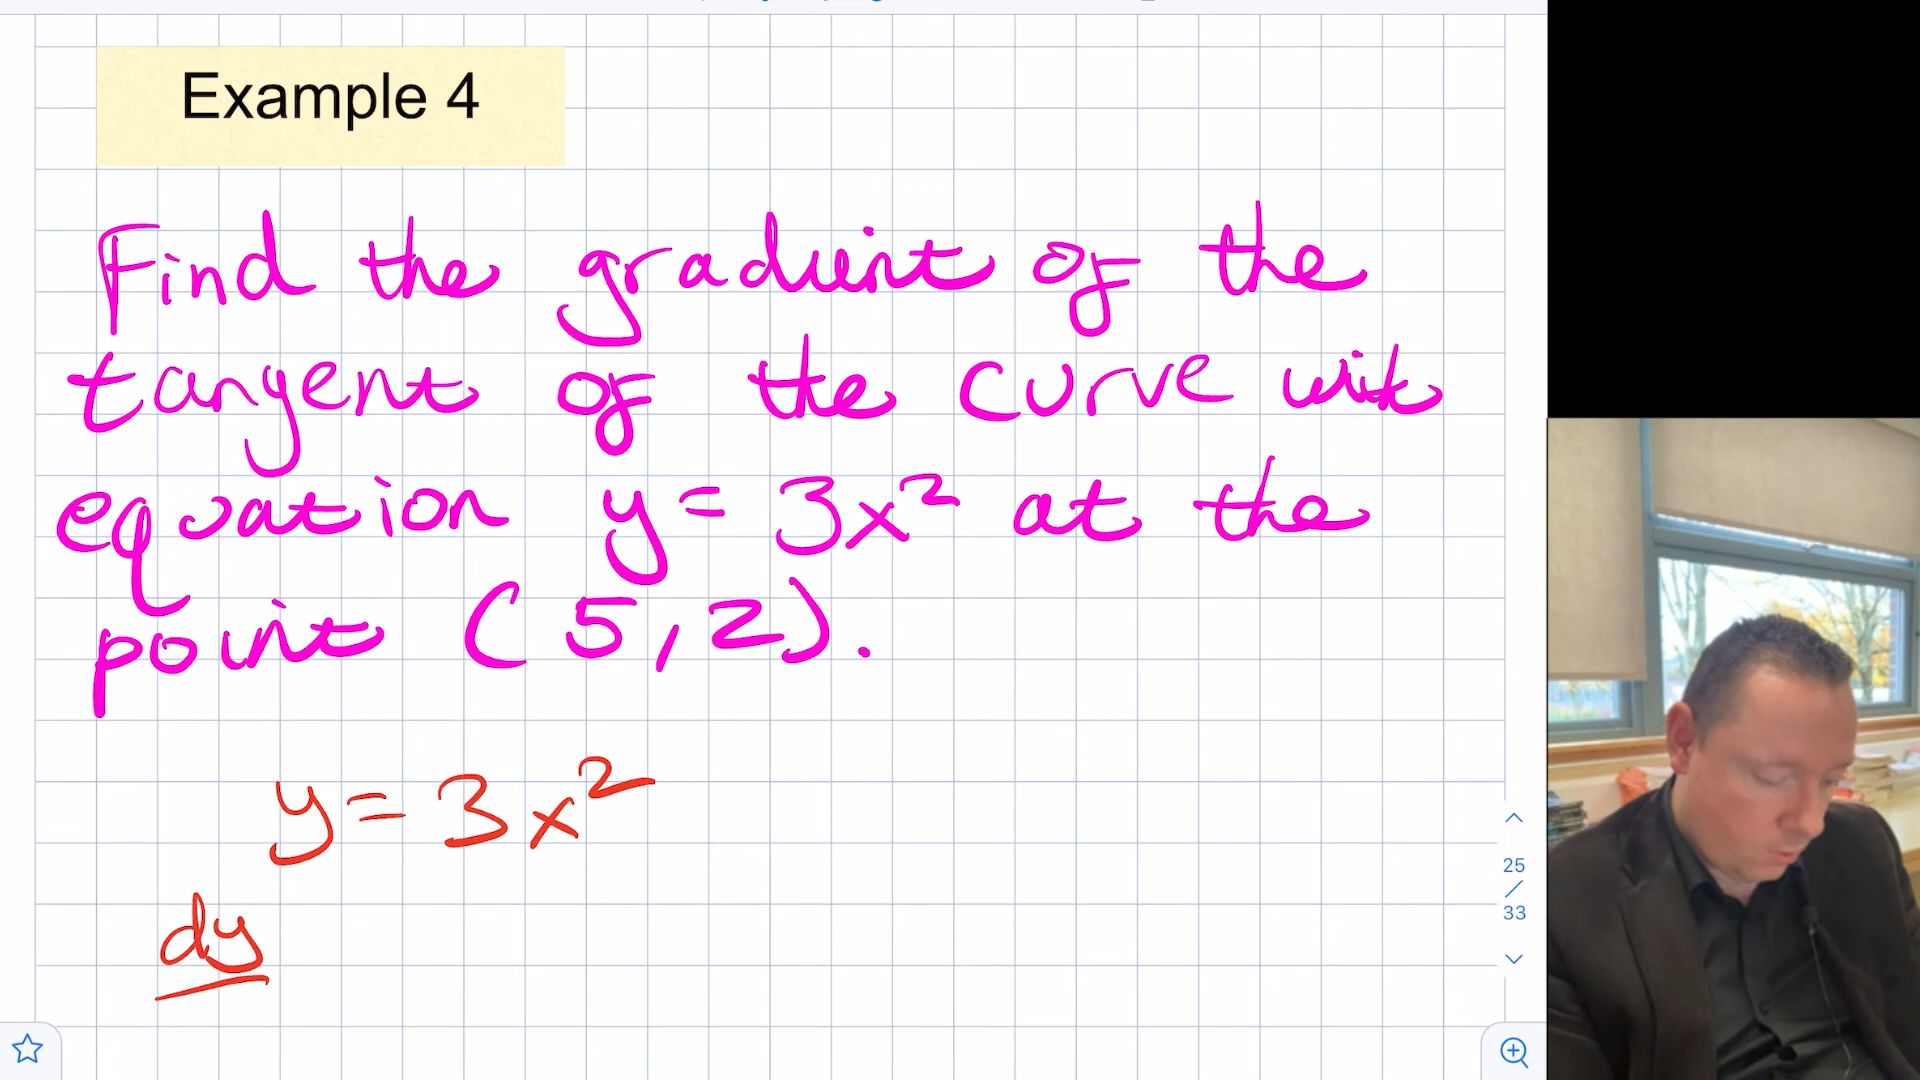 Example 4
Find the gradient of the
tangent of the curve with
equation y = 3x² at the
point (5,2).
y = 3x²
dy
25
33